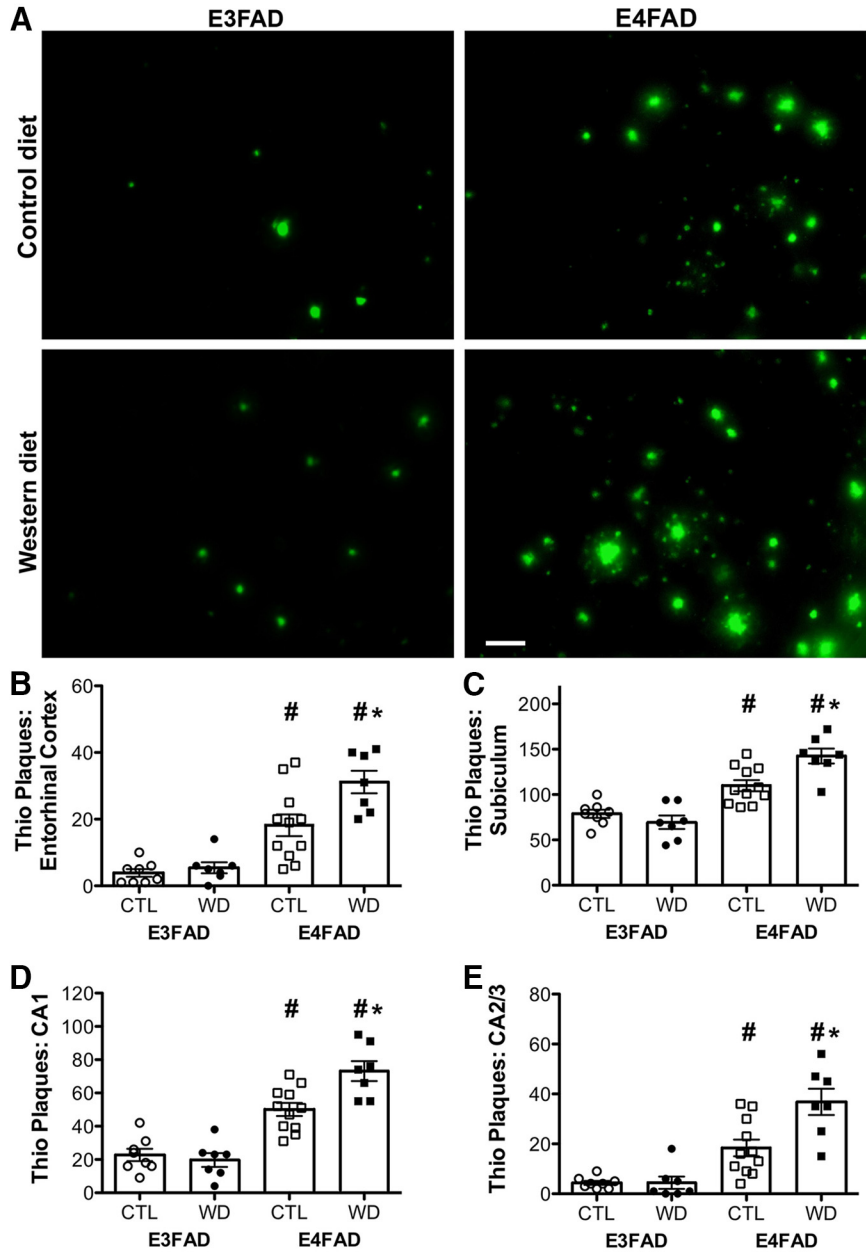 A
E3FAD
E4FAD
Control diet
Western diet
B
Thio Plaques:
Entorhinal Cortex
60
40
20
0
#
#*
CTL
WD
CTL
WD
E3FAD
E4FAD
C
Thio Plaques:
Subiculum
200
150
100
50
0
#
#*
CTL
WD
CTL
WD
E3FAD
E4FAD
D
Thio Plaques: CA1
120
100
80
60
40
20
0
#
#*
CTL
WD
CTL
WD
E3FAD
E4FAD
E
Thio Plaques: CA2/3
80
60
40
20
0
#
#*
CTL
WD
CTL
WD
E3FAD
E4FAD